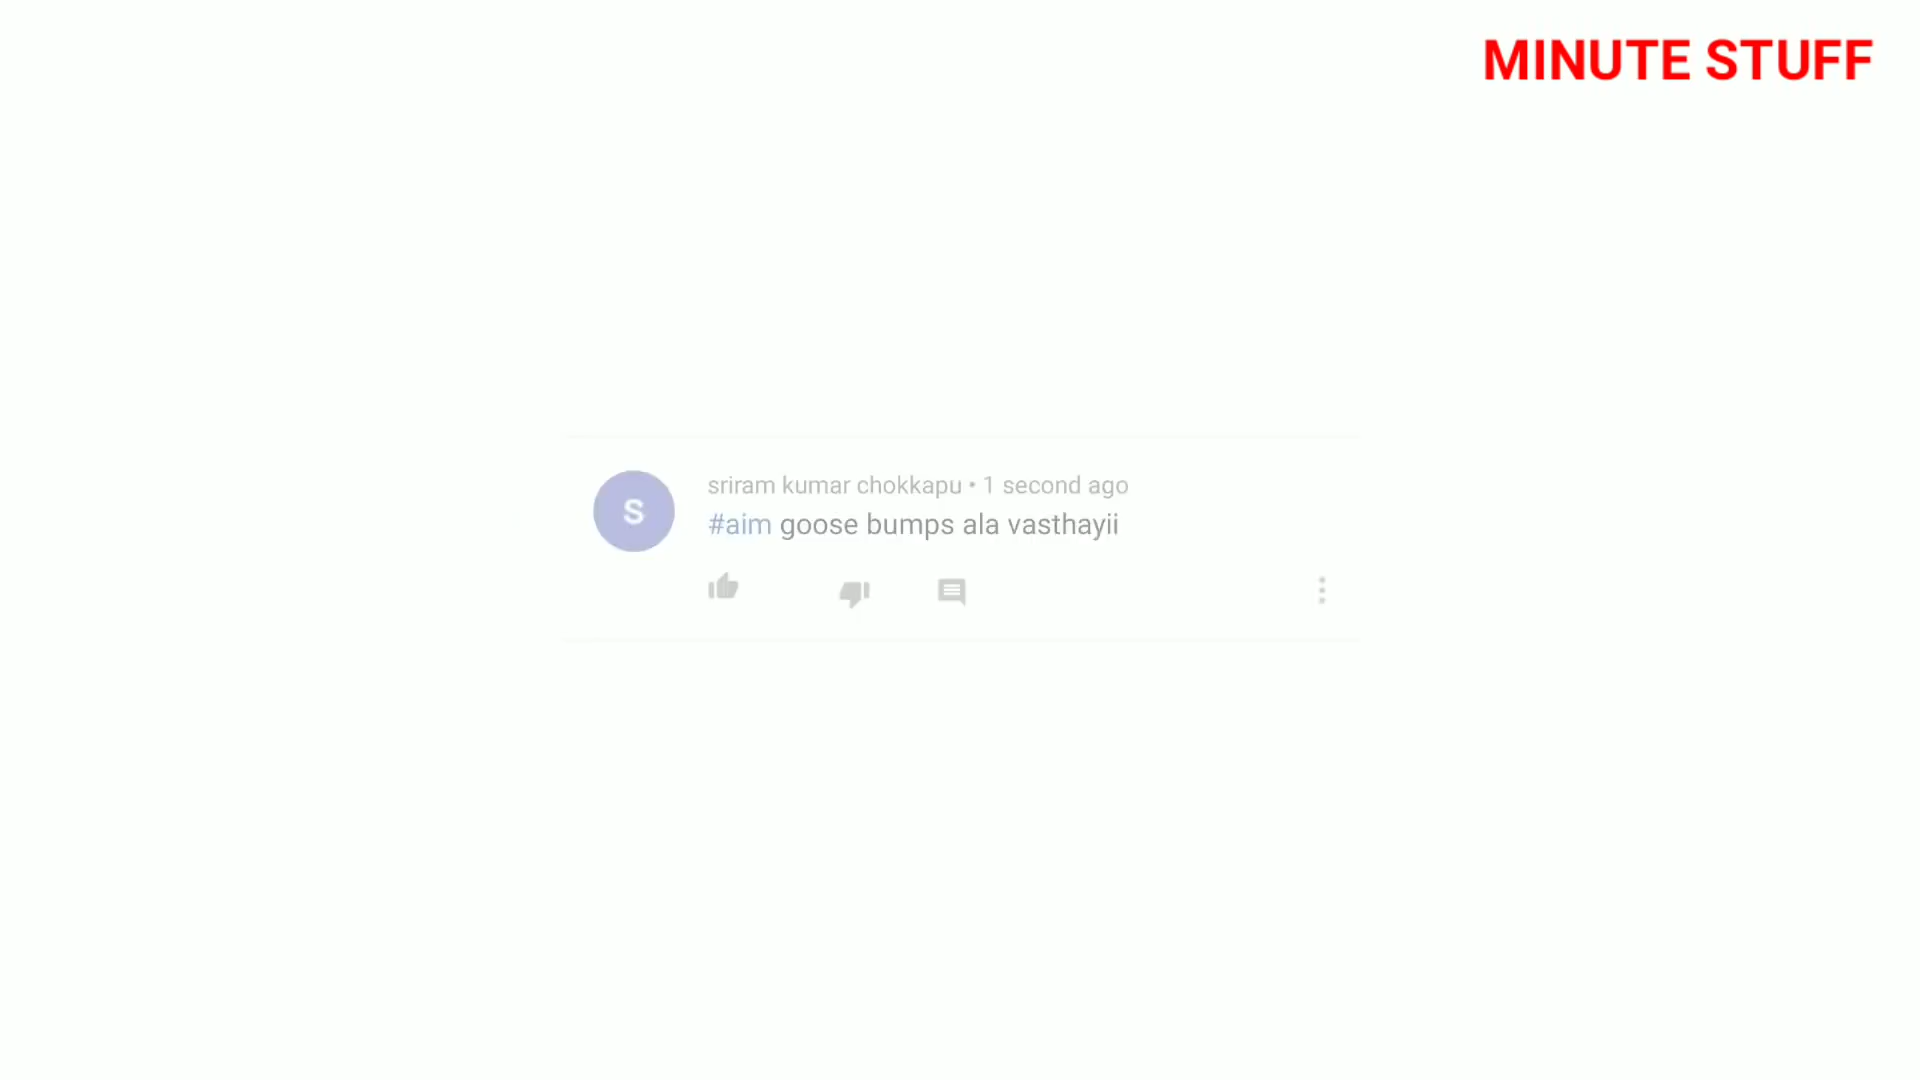 MINUTE STUFF
S
sriram kumar chokkapu • 1 second ago
#aim goose bumps ala vasthayii